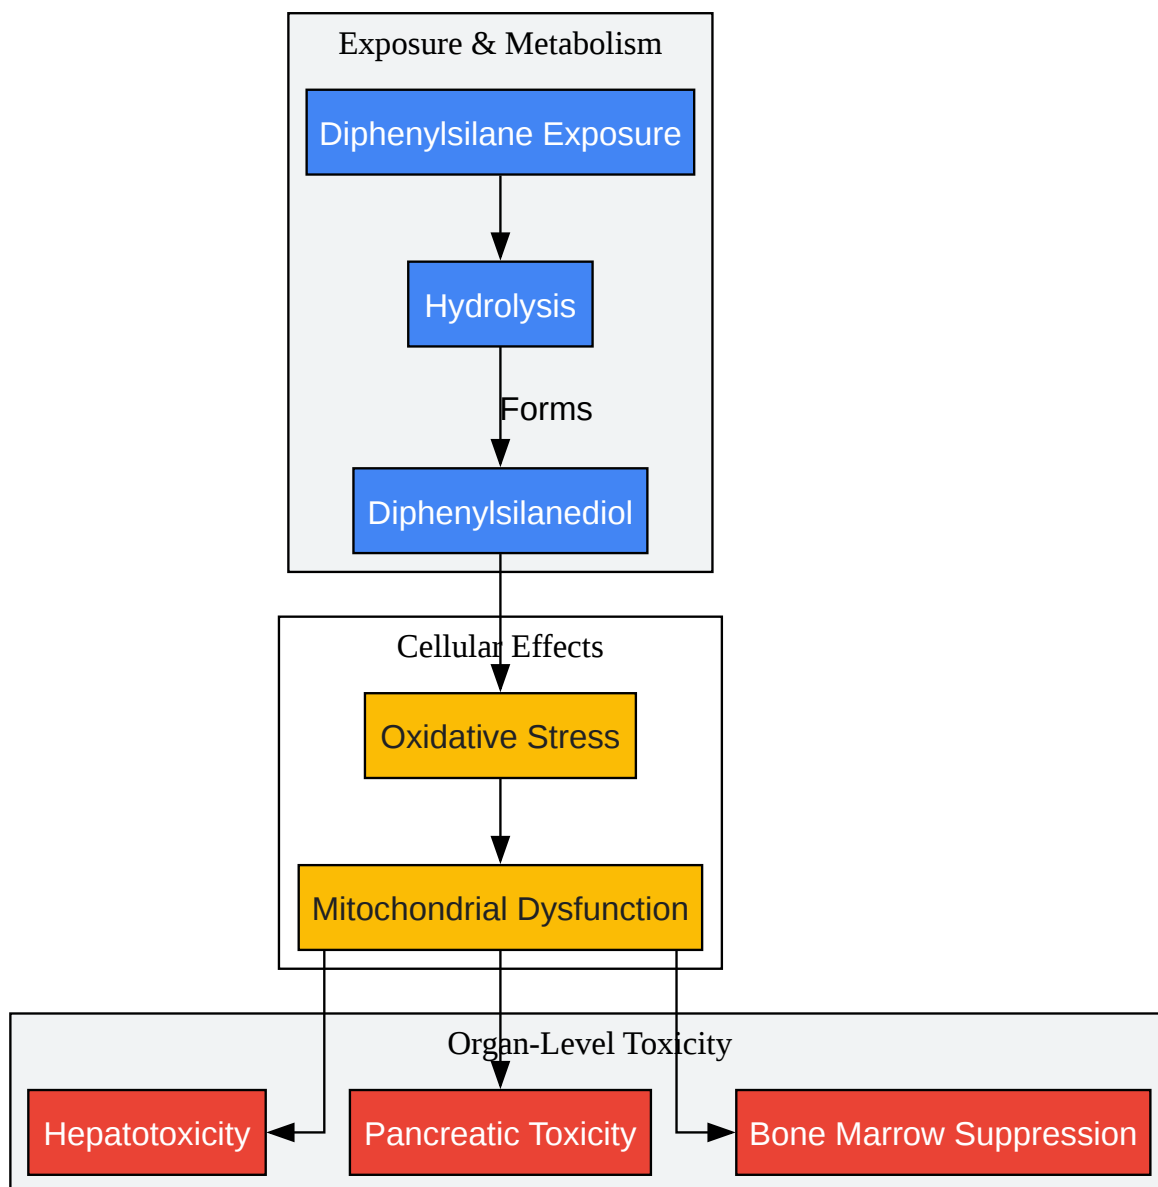 Exposure & Metabolism
Diphenylsilane Exposure
Hydrolysis
Forms
Diphenylsilanediol
Cellular Effects
Oxidative Stress
Mitochondrial Dysfunction
Organ-Level Toxicity
Hepatotoxicity
Pancreatic Toxicity
Bone Marrow Suppression